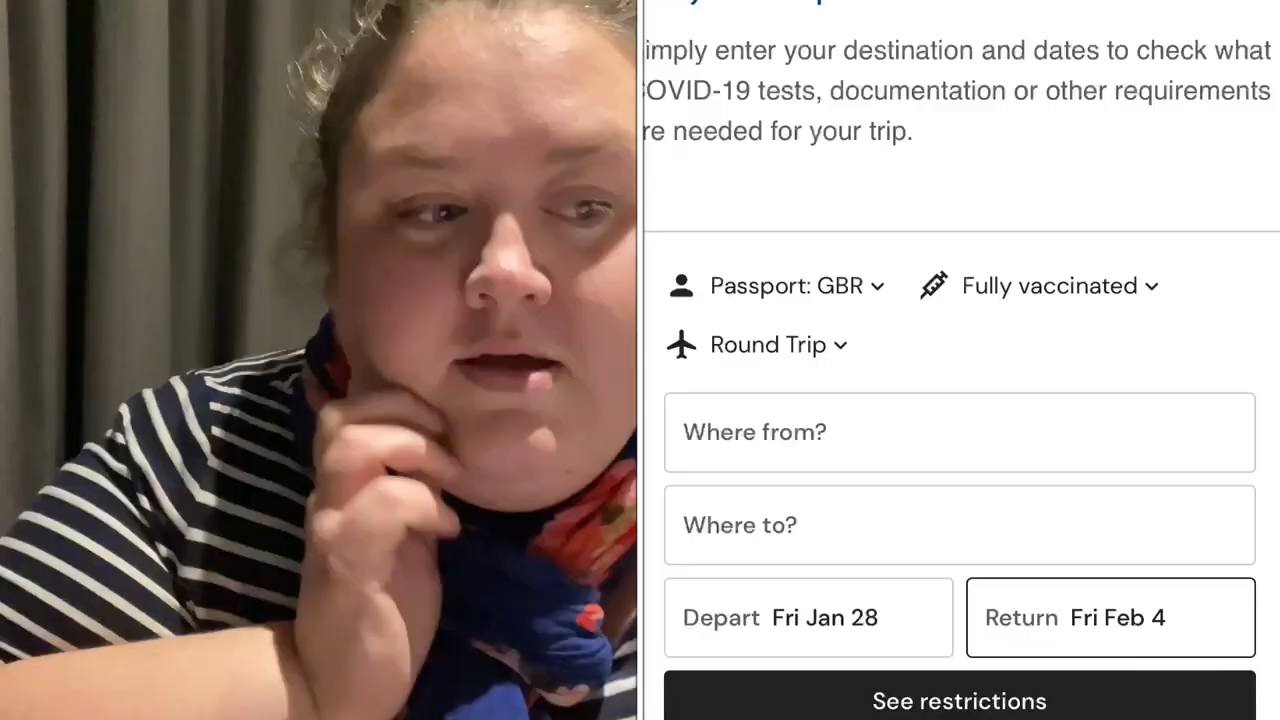 imply enter your destination and dates to check what
OVID-19 tests, documentation or other requirements
re needed for your trip.
Passport: GBR
Fully vaccinated
Round Trip
Where from?
Where to?
Depart Fri Jan 28
Return Fri Feb 4
See restrictions